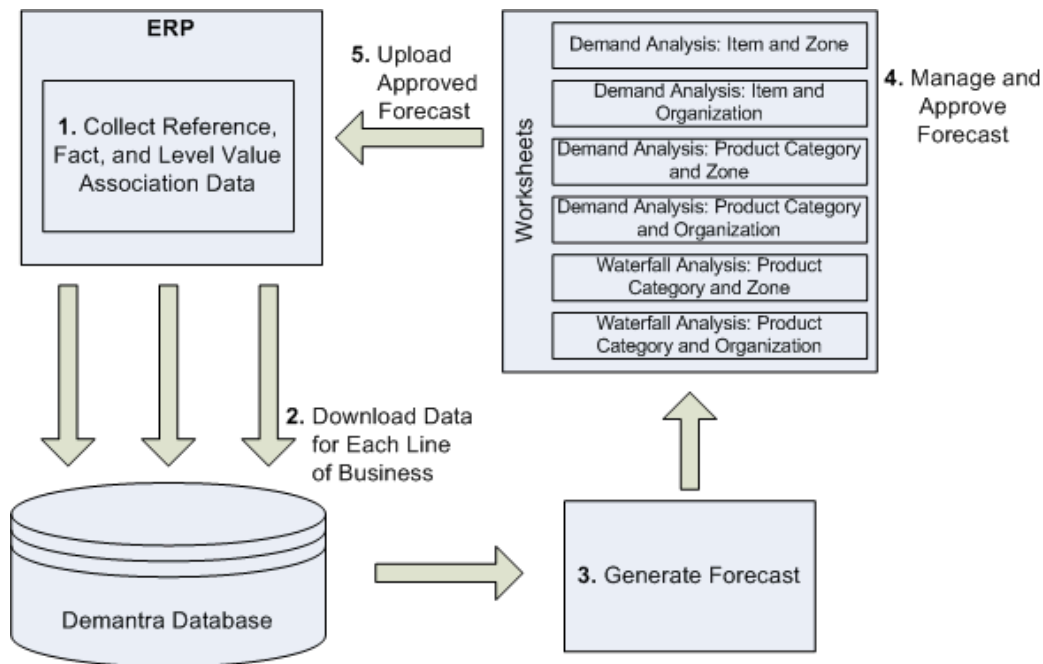 ERP
1. Collect Reference,
Fact, and Level Value
Association Data
5. Upload
Approved
Forecast
Worksheets
Demand Analysis: Item and Zone
Demand Analysis: Item and
Organization
Demand Analysis: Product Category
and Zone
Demand Analysis: Product Category
and Organization
Waterfall Analysis: Product
Category and Zone
Waterfall Analysis: Product
Category and Organization
4. Manage and
Approve
Forecast
2. Download Data
for Each Line
of Business
Demantra Database
3. Generate Forecast